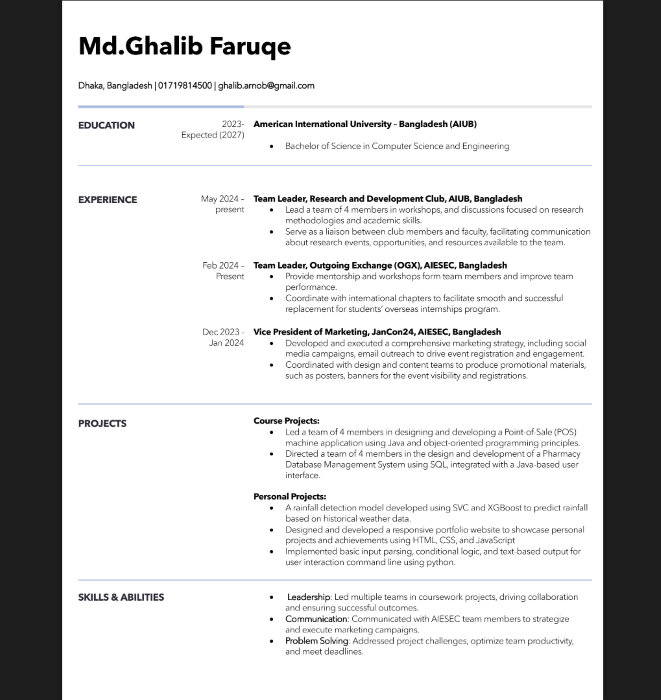 Md.Ghalib Faruqe
Dhaka, Bangladesh | 01719814500 | ghalib.arnob@gmail.com
EDUCATION
2023-
Expected (2027)
American International University – Bangladesh (AIUB)
• Bachelor of Science in Computer Science and Engineering
EXPERIENCE
May 2024 –
present
Team Leader, Research and Development Club, AIUB, Bangladesh
• Lead a team of 4 members in workshops, and discussions focused on research
methodologies and academic skills.
• Serve as a liaison between club members and faculty, facilitating communication
about research events, opportunities, and resources available to the team.
Feb 2024 –
Present
Team Leader, Outgoing Exchange (OGX), AIESEC, Bangladesh
• Provide mentorship and workshops form team members and improve team
performance.
• Coordinate with international chapters to facilitate smooth and successful
replacement for students’ overseas internships program.
Dec 2023 -
Jan 2024
Vice President of Marketing, JanCon24, AIESEC, Bangladesh
• Developed and executed a comprehensive marketing strategy, including social
media campaigns, email outreach to drive event registration and engagement.
• Coordinated with design and content teams to produce promotional materials,
such as posters, banners for the event visibility and registrations.
PROJECTS
Course Projects:
• Led a team of 4 members in designing and developing a Point-of-Sale (POS)
machine application using Java and object-oriented programming principles.
• Directed a team of 4 members in the design and development of a Pharmacy
Database Management System using SQL, integrated with a Java-based user
interface.
Personal Projects:
• A rainfall detection model developed using SVC and XGBoost to predict rainfall
based on historical weather data.
• Designed and developed a responsive portfolio website to showcase personal
projects and achievements using HTML, CSS, and JavaScript
• Implemented basic input parsing, conditional logic, and text-based output for
user interaction command line using python.
SKILLS & ABILITIES
• Leadership: Led multiple teams in coursework projects, driving collaboration
and ensuring successful outcomes.
• Communication: Communicated with AIESEC team members to strategize
and execute marketing campaigns.
• Problem Solving: Addressed project challenges, optimize team productivity,
and meet deadlines.